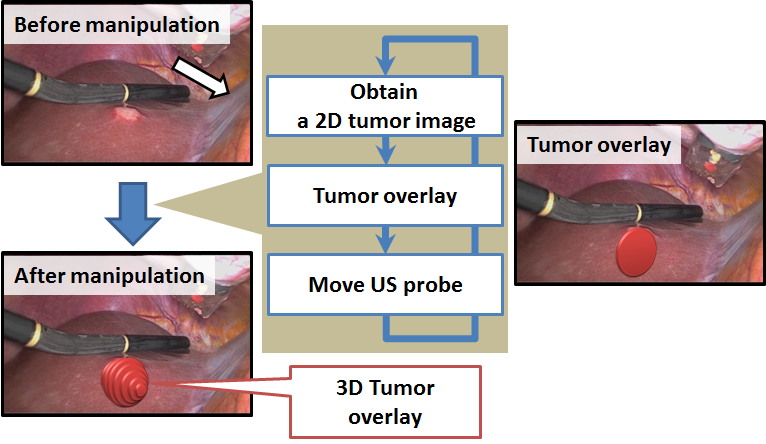 Before manipulation
Obtain
a 2D tumor image
Tumor overlay
Move US probe
Tumor overlay
After manipulation
3D Tumor
overlay